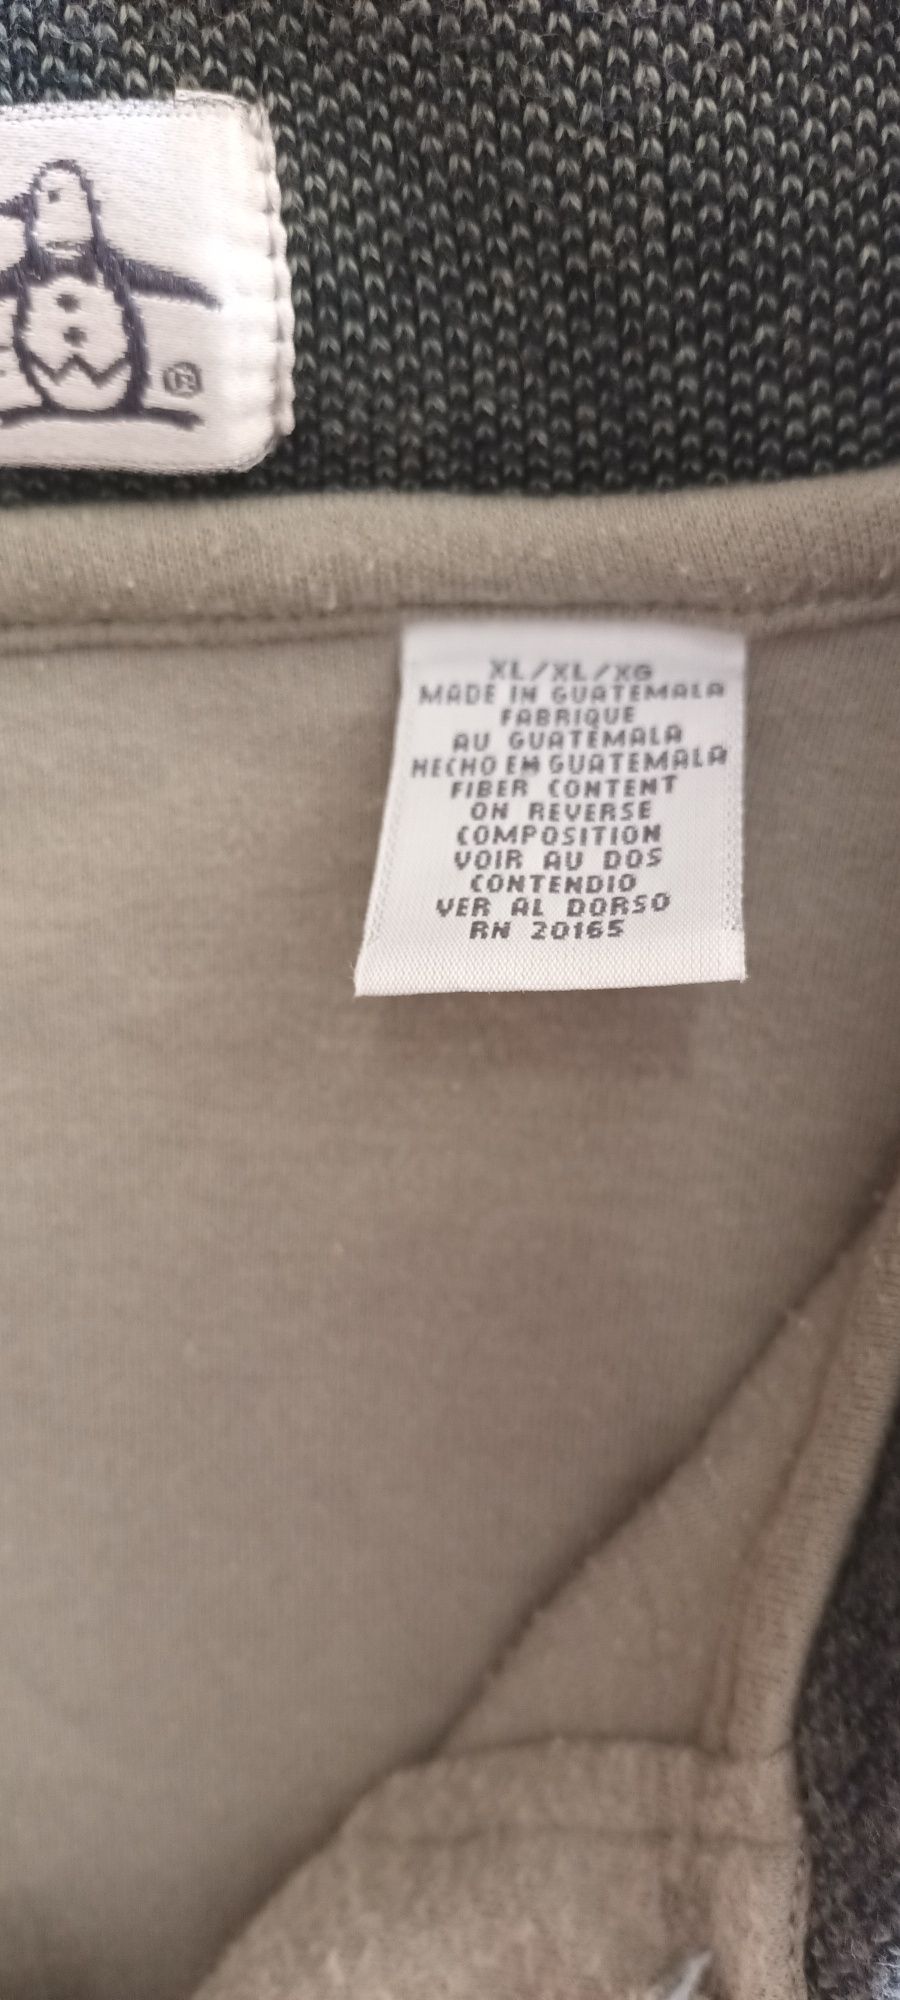 ®
XL/XL/XG
MADE IN GUATEMALA
FABRIQUE
AU GUATEMALA
HECHO EN GUATEMALA
FIBER CONTENT
ON REVERSE
COMPOSITION
VOIR AU DOS
CONTENDIO
VER AL DORSO
RN 20165